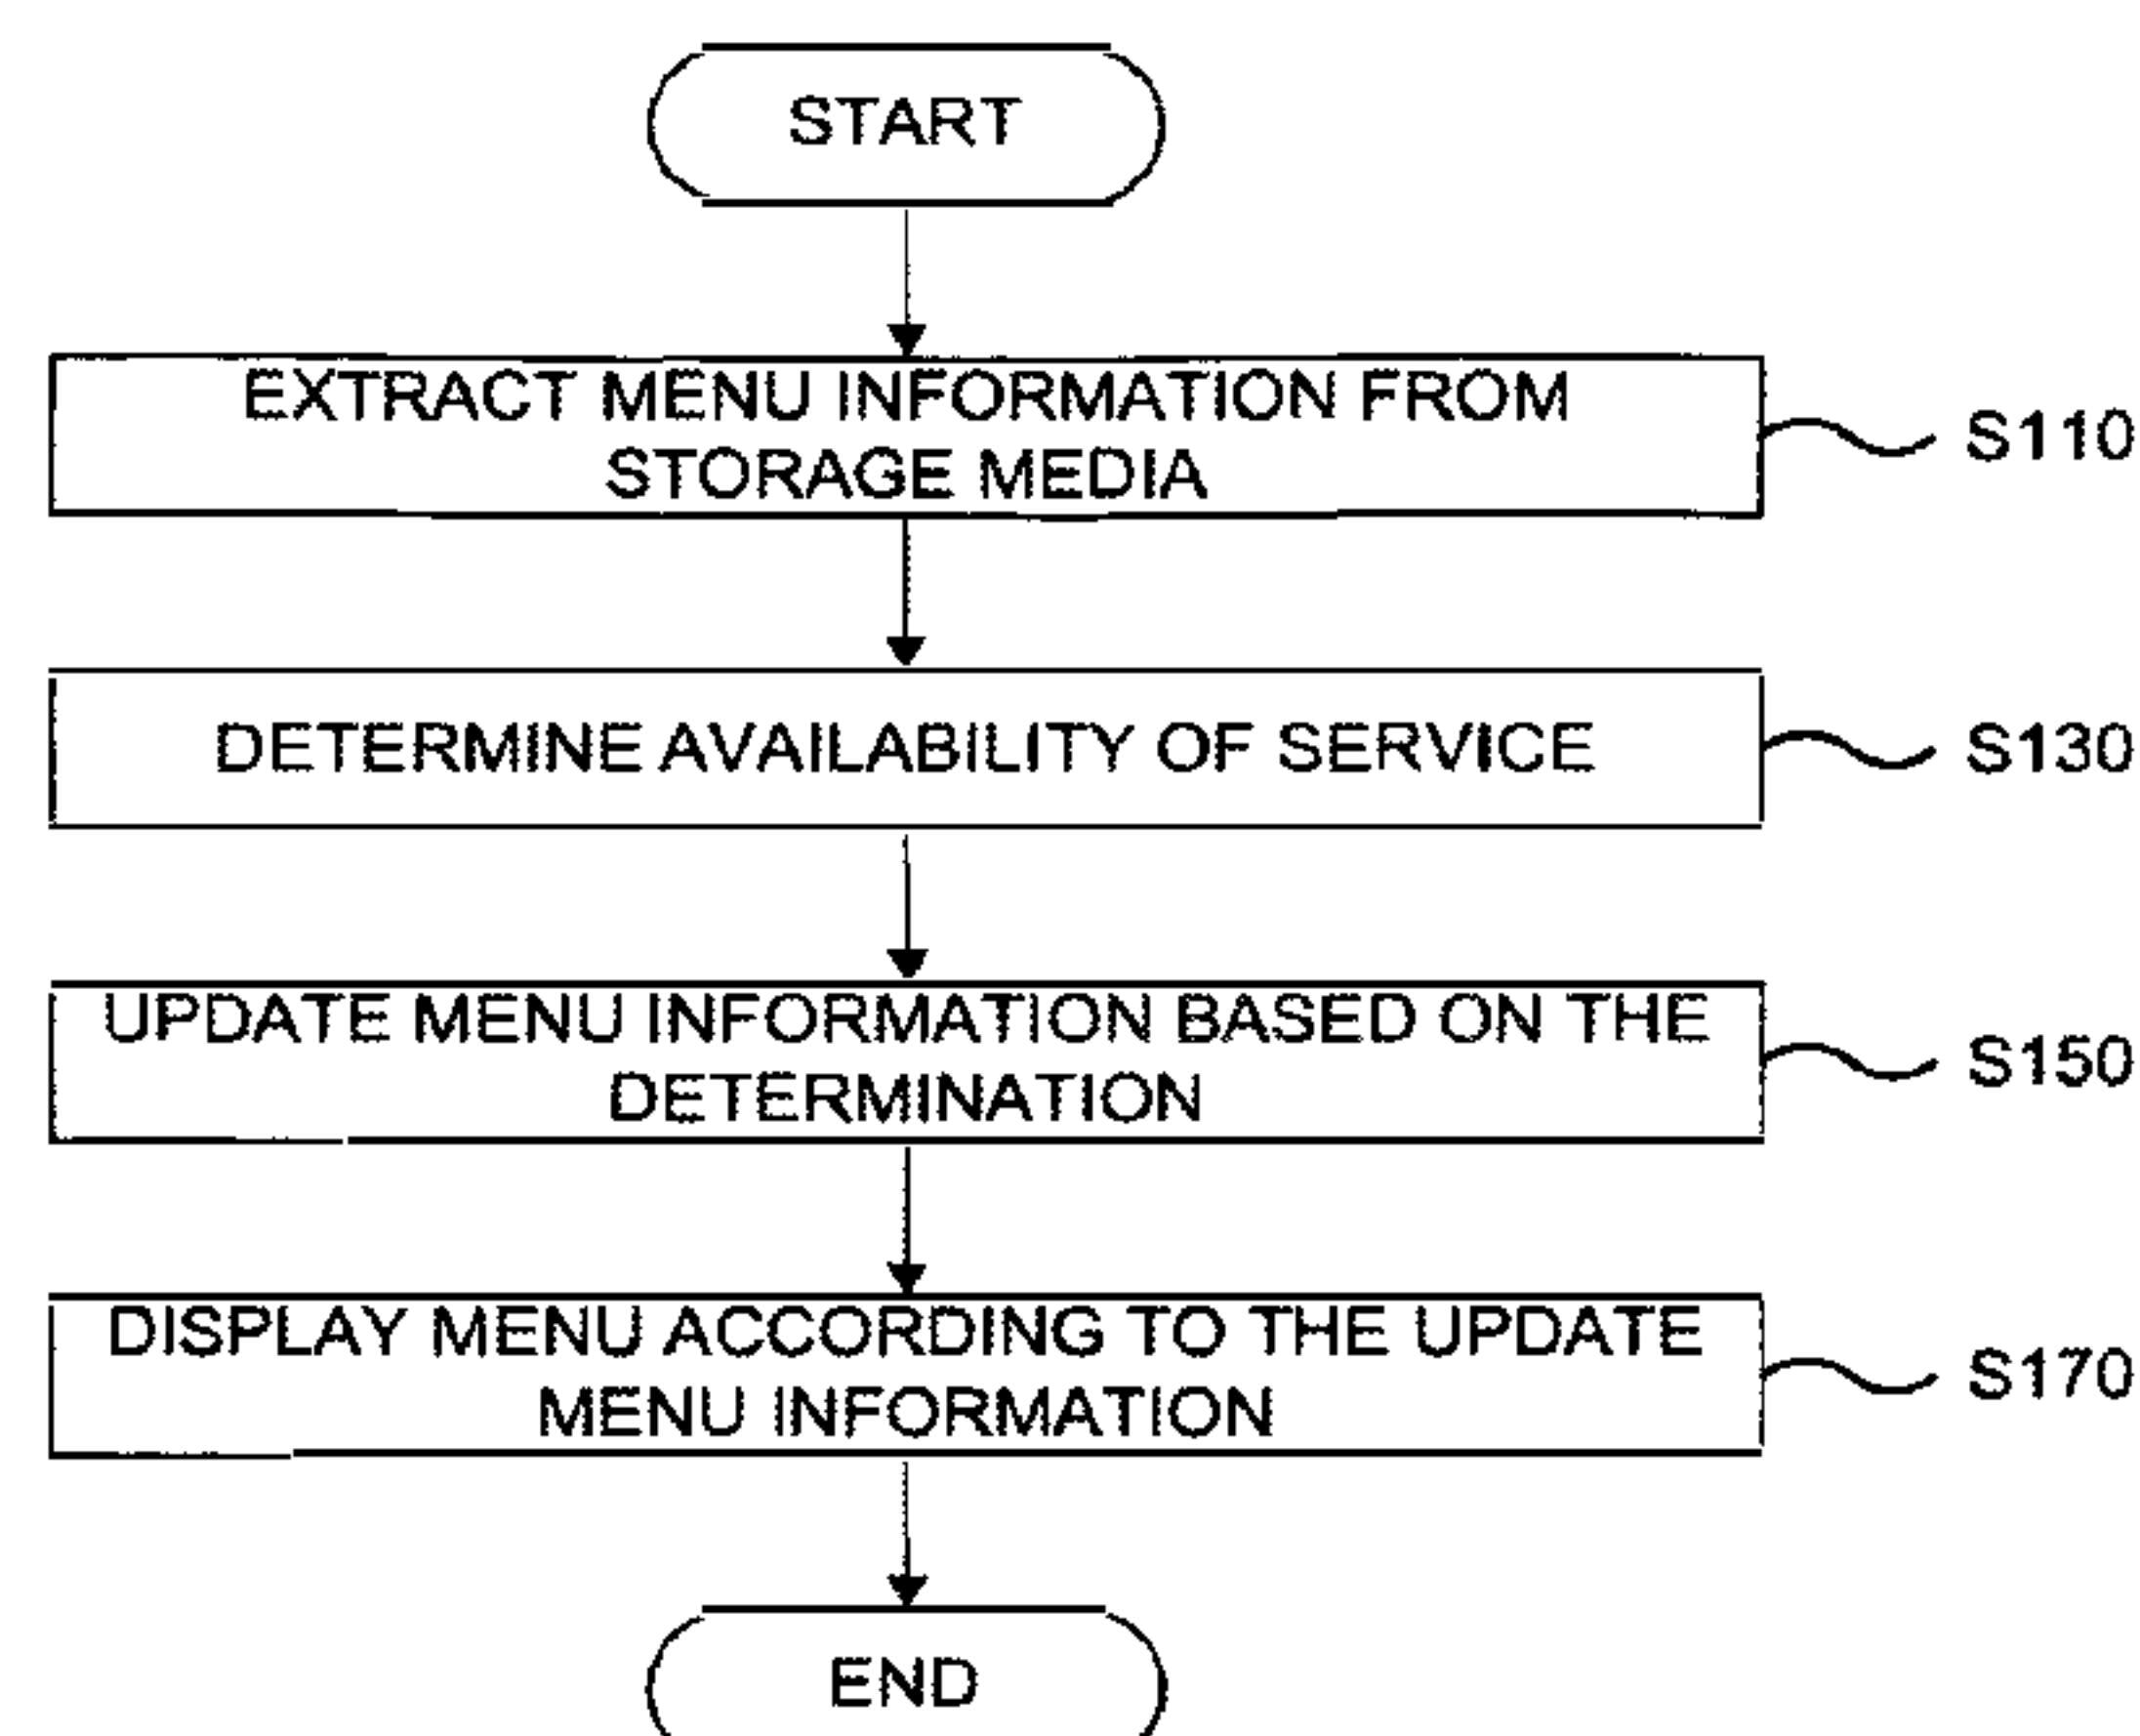 START
EXTRACT MENU INFORMATION FROM
STORAGE MEDIA
S110
DETERMINE AVAILABILITY OF SERVICE
S130
UPDATE MENU INFORMATION BASED ON THE
DETERMINATION
S150
DISPLAY MENU ACCORDING TO THE UPDATE
MENU INFORMATION
S170
END